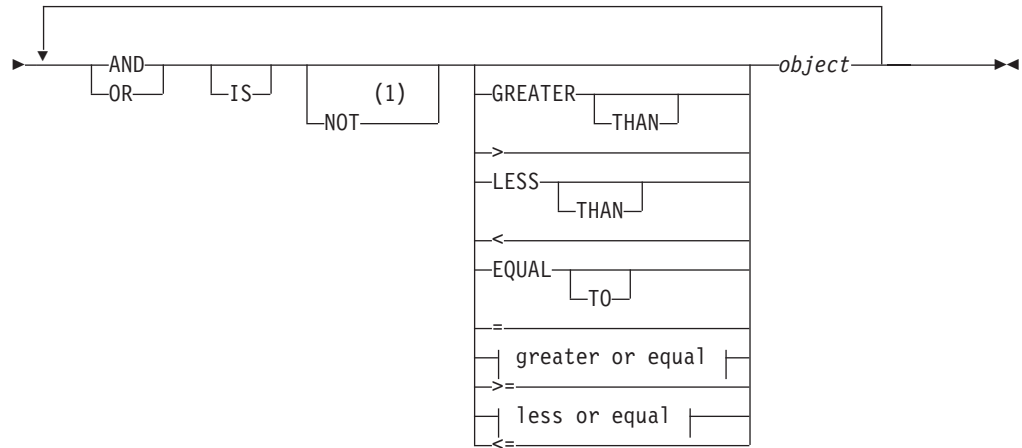 AND object
OR IS (1) GREATER
NOT THAN
>
LESS
THAN
<
EQUAL
TO
=
greater or equal
>=
less or equal
<=